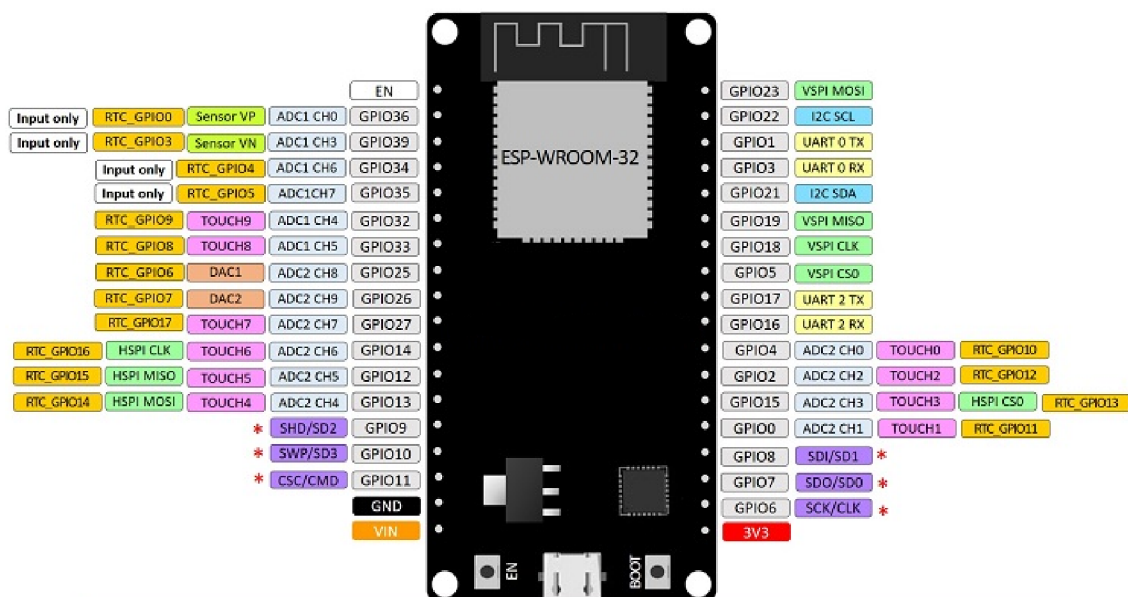 ESP-WROOM-32
EN
Input only RTC_GPIO0 Sensor VP ADC1 CH0 GPIO36
Input only RTC_GPIO3 Sensor VN ADC1 CH3 GPIO39
Input only RTC_GPIO4 ADC1 CH6 GPIO34
Input only RTC_GPIO5 ADC1CH7 GPIO35
RTC_GPIO9 TOUCH9 ADC1 CH4 GPIO32
RTC_GPIO8 TOUCH8 ADC1 CH5 GPIO33
RTC_GPIO6 DAC1 ADC2 CH8 GPIO25
RTC_GPIO7 DAC2 ADC2 CH9 GPIO26
RTC_GPIO17 TOUCH7 ADC2 CH7 GPIO27
RTC_GPIO16 HSPI CLK TOUCH6 ADC2 CH6 GPIO14
RTC_GPIO15 HSPI MISO TOUCH5 ADC2 CH5 GPIO12
RTC_GPIO14 HSPI MOSI TOUCH4 ADC2 CH4 GPIO13
* SHD/SD2 GPIO9
* SWP/SD3 GPIO10
* CSC/CMD GPIO11
GND
VIN
GPIO23 VSPI MOSI
GPIO22 I2C SCL
GPIO1 UART 0 TX
GPIO3 UART 0 RX
GPIO21 I2C SDA
GPIO19 VSPI MISO
GPIO18 VSPI CLK
GPIO5 VSPI CS0
GPIO17 UART 2 TX
GPIO16 UART 2 RX
GPIO4 ADC2 CH0 TOUCH0 RTC_GPIO10
GPIO2 ADC2 CH2 TOUCH2 RTC_GPIO12
GPIO15 ADC2 CH3 TOUCH3 HSPI CS0 RTC_GPIO13
GPIO0 ADC2 CH1 TOUCH1 RTC_GPIO11
GPIO8 SDI/SD1 *
GPIO7 SDO/SD0 *
GPIO6 SCK/CLK *
3V3
EN
BOOT